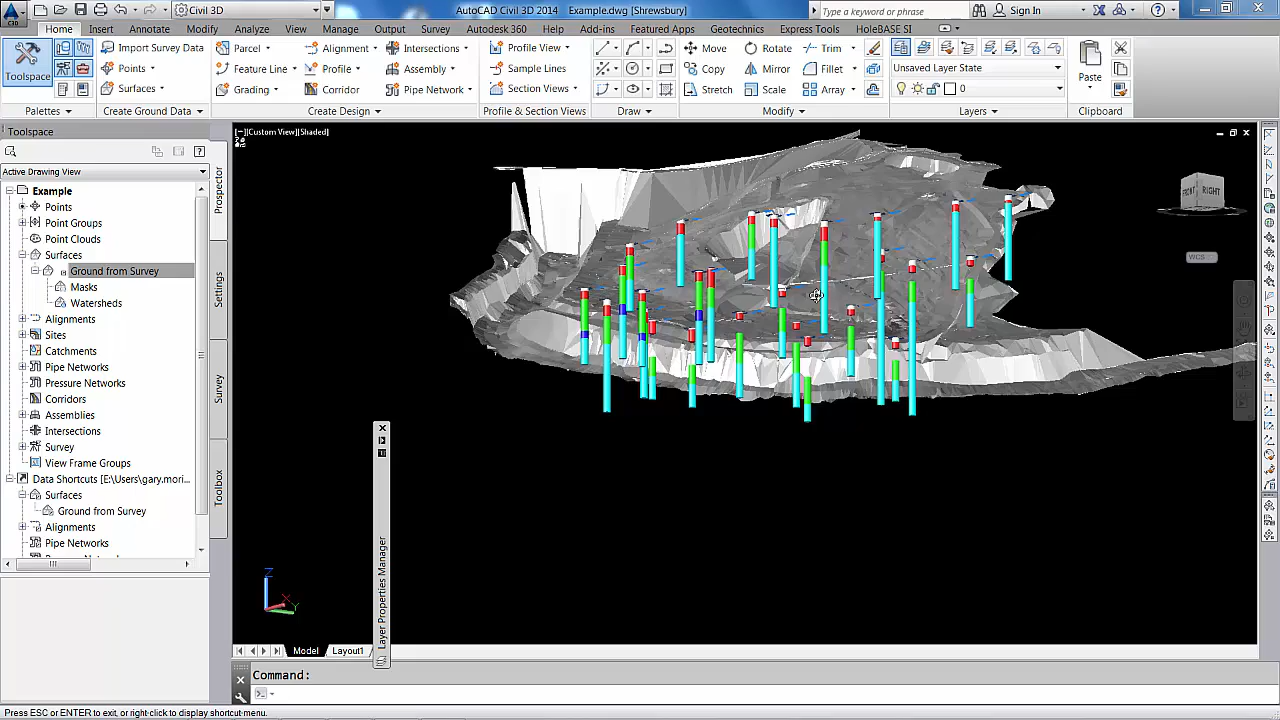 Civil 3D
AutoCAD Civil 3D 2014 Example.dwg [Shrewsbury]
Type a keyword or phrase
Sign In
Home Insert Annotate Modify Analyze View Manage Output Survey Autodesk 360 Help Add-ins Featured Apps Geotechnics Express Tools HoleBASE SI
Toolspace
Import Survey Data
Points
Surfaces
Parcel
Feature Line
Grading
Alignment
Profile
Corridor
Intersections
Assembly
Pipe Network
Profile View
Sample Lines
Section Views
Move
Copy
Stretch
Rotate
Mirror
Scale
Trim
Fillet
Array
Unsaved Layer State
0
Paste
Palettes
Create Ground Data
Create Design
Profile & Section Views
Draw
Modify
Layers
Clipboard
Toolspace
Active Drawing View
Example
Points
Point Groups
Point Clouds
Surfaces
Ground from Survey
Masks
Watersheds
Alignments
Sites
Catchments
Pipe Networks
Pressure Networks
Corridors
Assemblies
Intersections
Survey
View Frame Groups
Data Shortcuts [E:\Users\gary.mori...
Surfaces
Ground from Survey
Alignments
Pipe Networks
Prospector
Settings
Survey
Toolbox
[–][Custom View][Shaded]
FRONT RIGHT
WCS
Z
X
Y
Layer Properties Manager
Model Layout1
Command:
Press ESC or ENTER to exit, or right-click to display shortcut-menu.